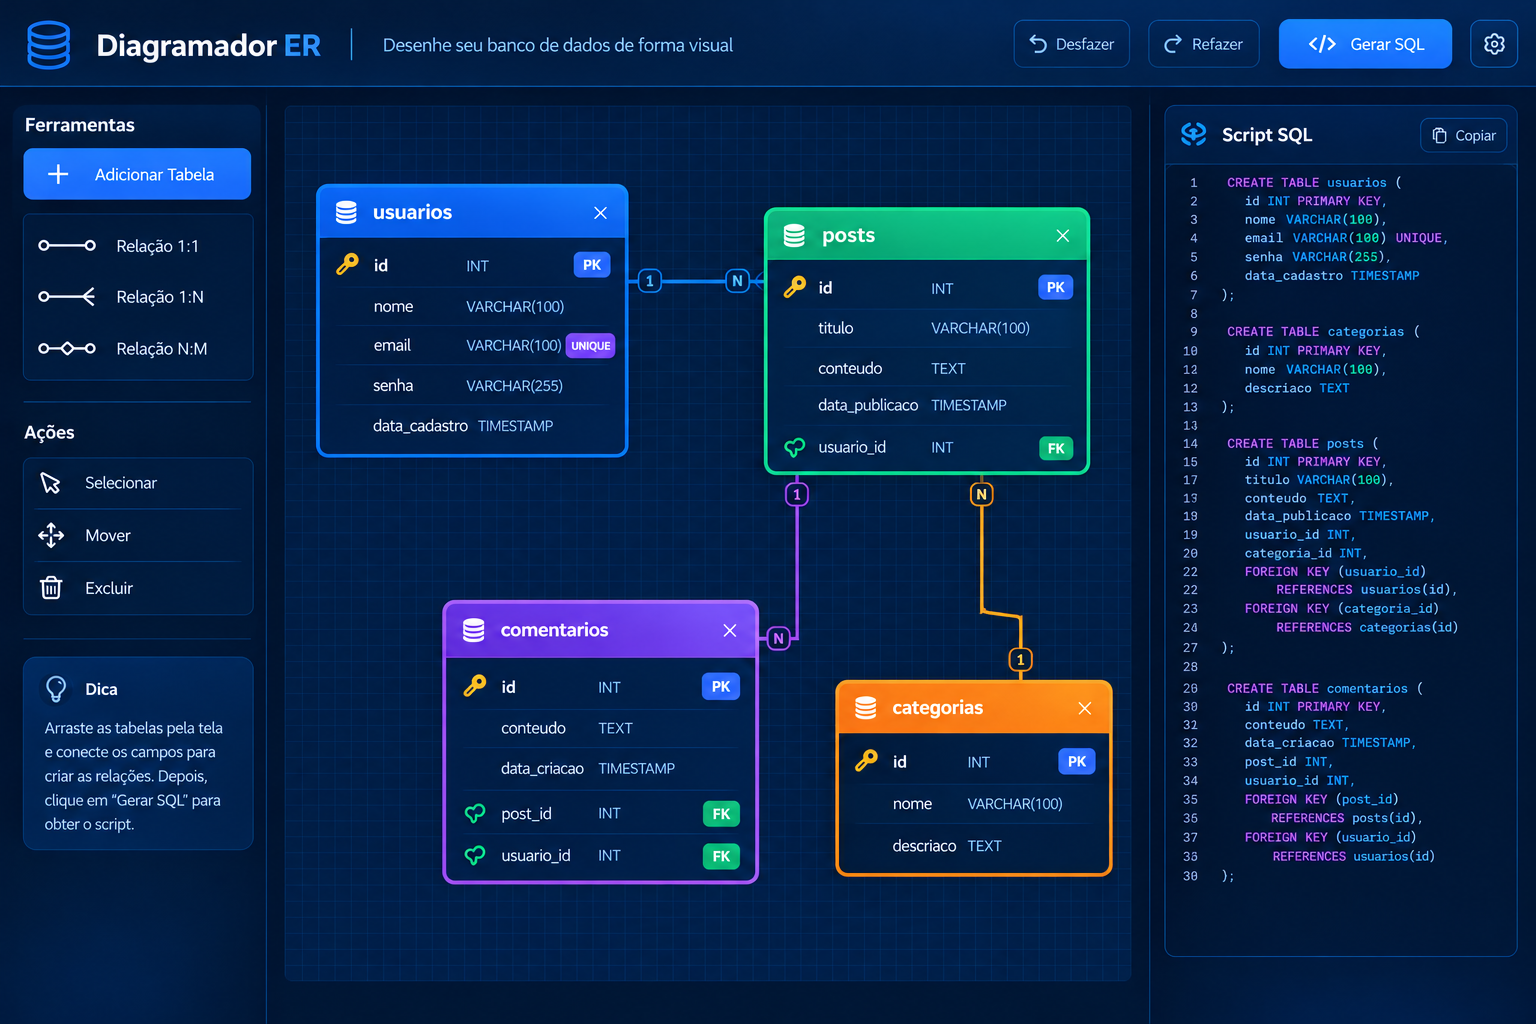 Diagramador ER
Desenhe seu banco de dados de forma visual
Desfazer
Refazer
</> Gerar SQL
Ferramentas
Adicionar Tabela
Relação 1:1
Relação 1:N
Relação N:M
Ações
Selecionar
Mover
Excluir
Dica
Arraste as tabelas pela tela
e conecte os campos para
criar as relações. Depois,
clique em “Gerar SQL” para
obter o script.
usuarios
id INT PK
nome VARCHAR(100)
email VARCHAR(100) UNIQUE
senha VARCHAR(255)
data_cadastro TIMESTAMP
1
N
posts
id INT PK
titulo VARCHAR(100)
conteudo TEXT
data_publicaco TIMESTAMP
usuario_id INT FK
1
N
N
1
comentarios
id INT PK
conteudo TEXT
data_criacao TIMESTAMP
post_id INT FK
usuario_id INT FK
categorias
id INT PK
nome VARCHAR(100)
descriaco TEXT
Script SQL
Copiar
1 CREATE TABLE usuarios (
2 id INT PRIMARY KEY,
3 nome VARCHAR(100),
4 email VARCHAR(100) UNIQUE,
5 senha VARCHAR(255),
6 data_cadastro TIMESTAMP
7 );
8
9 CREATE TABLE categorias (
10 id INT PRIMARY KEY,
12 nome VARCHAR(100),
12 descriaco TEXT
13 );
13
14 CREATE TABLE posts (
15 id INT PRIMARY KEY,
17 titulo VARCHAR(100),
13 conteudo TEXT,
18 data_publicaco TIMESTAMP,
19 usuario_id INT,
20 categoria_id INT,
22 FOREIGN KEY (usuario_id)
22 REFERENCES usuarios(id),
23 FOREIGN KEY (categoria_id)
24 REFERENCES categorias(id)
27 );
28
20 CREATE TABLE comentarios (
30 id INT PRIMARY KEY,
32 conteudo TEXT,
32 data_criacao TIMESTAMP,
33 post_id INT,
34 usuario_id INT,
35 FOREIGN KEY (post_id)
36 REFERENCES posts(id),
37 FOREIGN KEY (usuario_id)
36 REFERENCES usuarios(id)
30 );